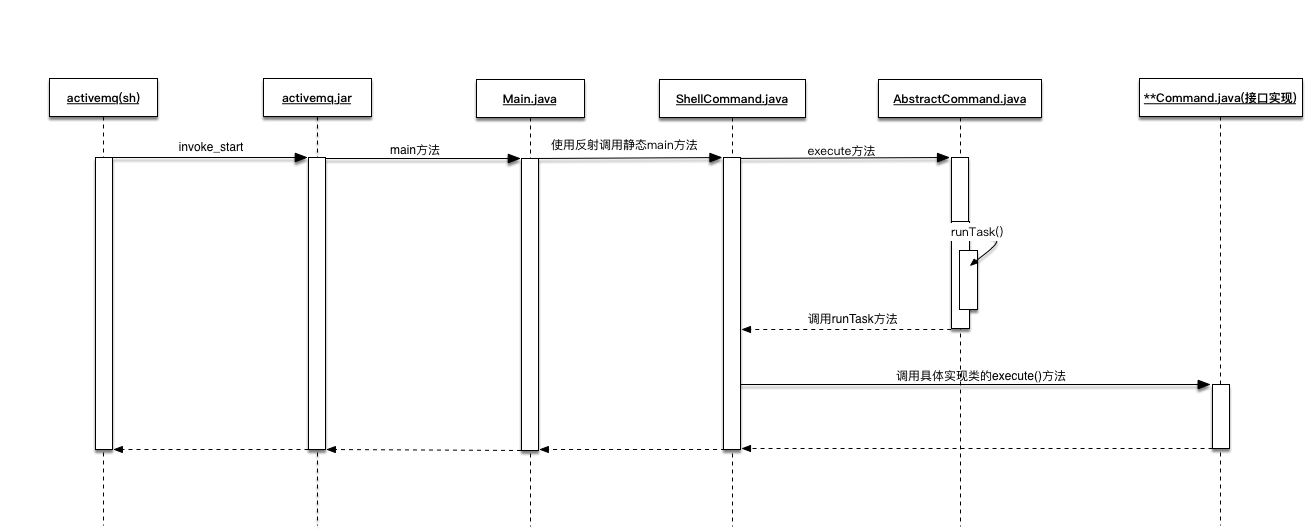 activemq(sh)
activemq.jar
Main.java
ShellCommand.java
AbstractCommand.java
**Command.java(接口实现)
invoke_start
main方法
使用反射调用静态main方法
execute方法
runTask()
调用runTask方法
调用具体实现类的execute()方法